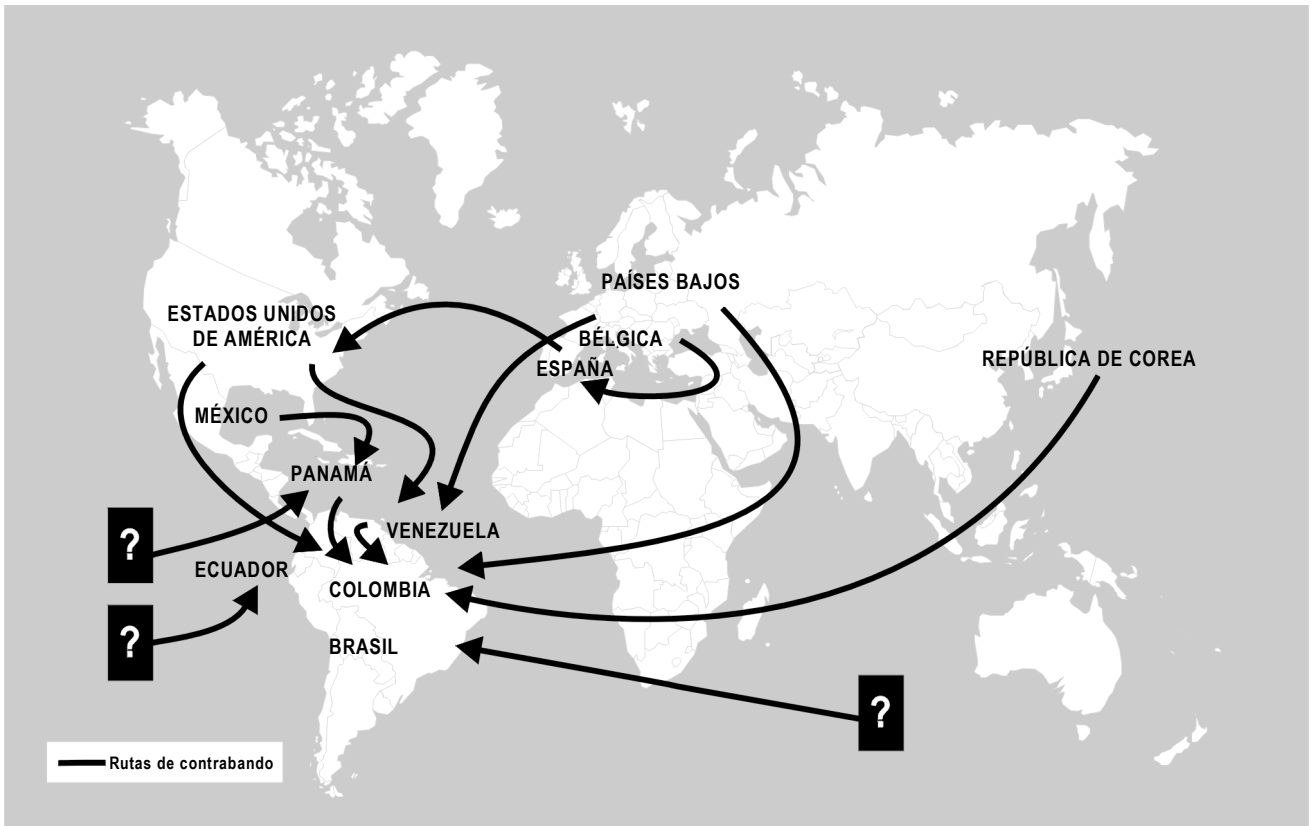 PAÍSES BAJOS
ESTADOS UNIDOS
DE AMÉRICA
BÉLGICA
ESPAÑA
REPÚBLICA DE COREA
MÉXICO
PANAMÁ
?
VENEZUELA
ECUADOR
COLOMBIA
?
BRASIL
?
Rutas de contrabando